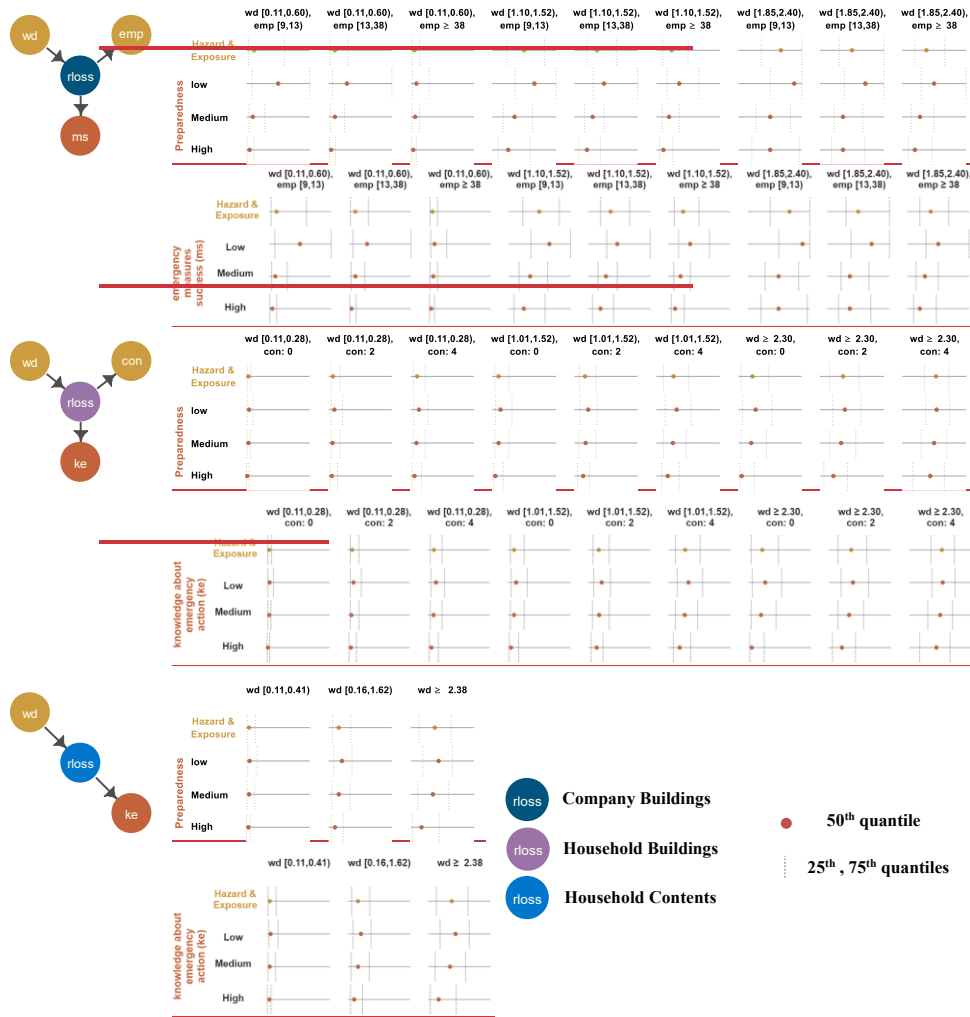 wd [0.11,0.60), wd [0.11,0.60), wd [0.11,0.60), wd [1.10,1.52), wd [1.10,1.52), wd [1.10,1.52), wd [1.85,2.40), wd [1.85,2.40), wd [1.85,2.40),
emp [9,13) emp [13,38) emp ≥ 38 emp [9,13) emp [13,38) emp ≥ 38 emp [9,13) emp [13,38) emp ≥ 38
wd
emp
rloss
ms
Hazard &
Exposure
Preparedness
low
Medium
High
wd [0.11,0.60), wd [0.11,0.60), wd [0.11,0.60), wd [1.10,1.52), wd [1.10,1.52), wd [1.10,1.52), wd [1.85,2.40), wd [1.85,2.40), wd [1.85,2.40),
emp [9,13) emp [13,38) emp ≥ 38 emp [9,13) emp [13,38) emp ≥ 38 emp [9,13) emp [13,38) emp ≥ 38
Hazard &
Exposure
emergency
measures
success (ms)
Low
Medium
High
wd [0.11,0.28), wd [0.11,0.28), wd [0.11,0.28), wd [1.01,1.52), wd [1.01,1.52), wd [1.01,1.52), wd ≥ 2.30, wd ≥ 2.30, wd ≥ 2.30,
con: 0 con: 2 con: 4 con: 0 con: 2 con: 4 con: 0 con: 2 con: 4
wd
con
rloss
ke
Hazard &
Exposure
Preparedness
low
Medium
High
wd [0.11,0.28), wd [0.11,0.28), wd [0.11,0.28), wd [1.01,1.52), wd [1.01,1.52), wd [1.01,1.52), wd ≥ 2.30, wd ≥ 2.30, wd ≥ 2.30,
con: 0 con: 2 con: 4 con: 0 con: 2 con: 4 con: 0 con: 2 con: 4
Hazard &
Exposure
knowledge about
emergency
action (ke)
Low
Medium
High
wd [0.11,0.41) wd [0.16,1.62) wd ≥ 2.38
wd
rloss
ke
Hazard &
Exposure
Preparedness
low
Medium
High
wd [0.11,0.41) wd [0.16,1.62) wd ≥ 2.38
Hazard &
Exposure
knowledge about
emergency
action (ke)
Low
Medium
High
rloss Company Buildings
rloss Household Buildings
rloss Household Contents
50th quantile
25th , 75th quantiles